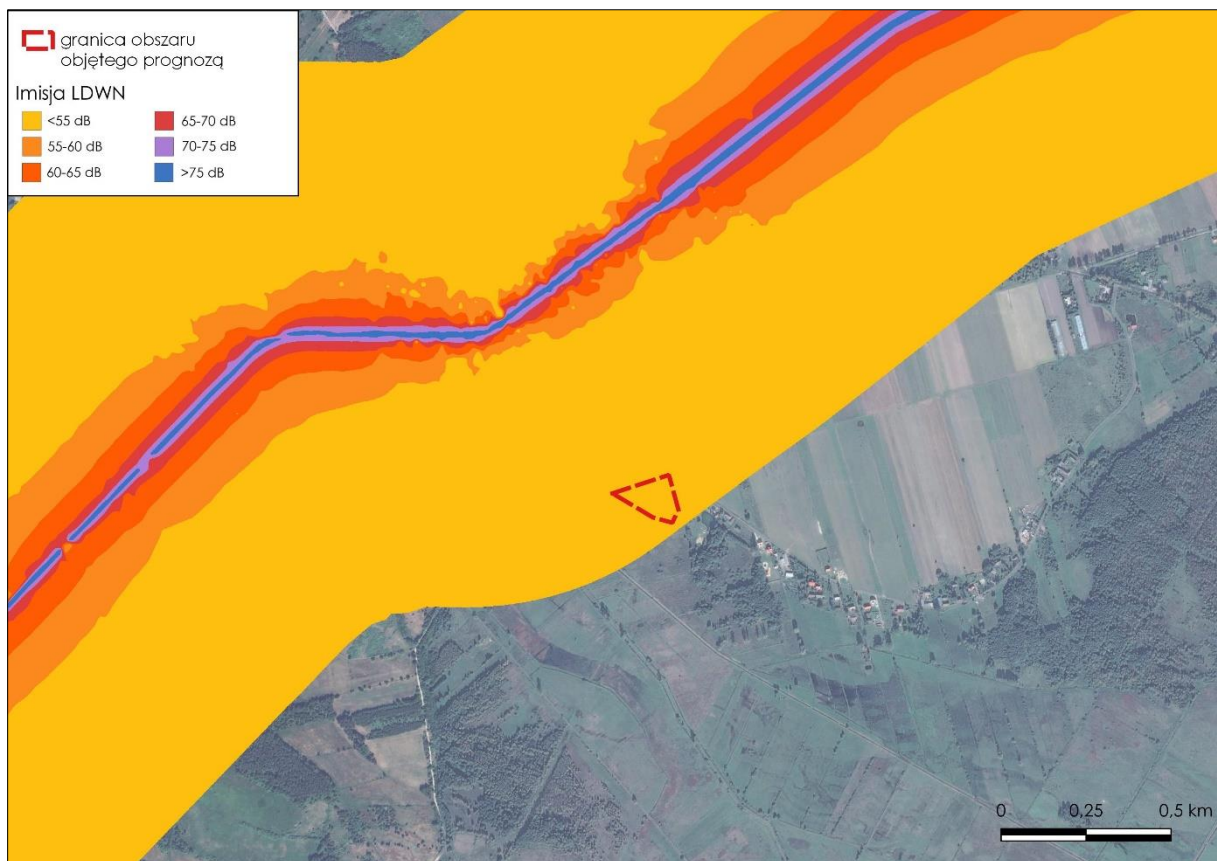 granica obszaru
objętego prognozą
Imisja LDWN
<55 dB
55-60 dB
60-65 dB
65-70 dB
70-75 dB
>75 dB
0 0,25 0,5 km